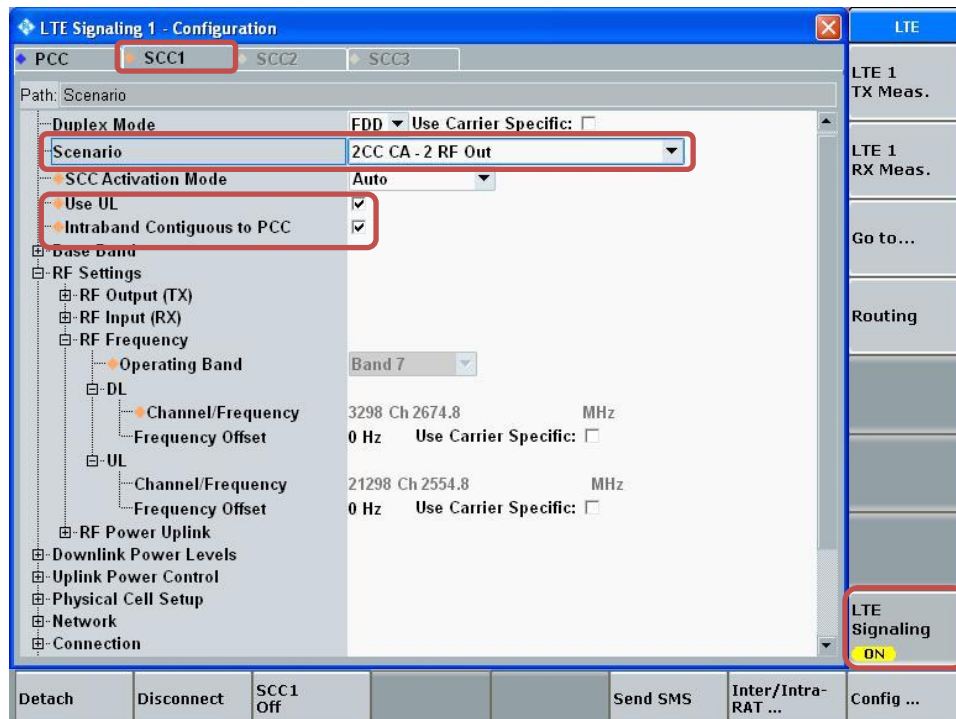 LTE Signaling 1 - Configuration
LTE
PCC SCC1 SCC2 SCC3
Path: Scenario
Duplex Mode FDD Use Carrier Specific:
Scenario 2CC CA - 2 RF Out
SCC Activation Mode Auto
Use UL
Intraband Contiguous to PCC
Base Band
RF Settings
RF Output (TX)
RF Input (RX)
RF Frequency
Operating Band Band 7
DL
Channel/Frequency 3298 Ch 2674.8 MHz
Frequency Offset 0 Hz Use Carrier Specific:
UL
Channel/Frequency 21298 Ch 2554.8 MHz
Frequency Offset 0 Hz Use Carrier Specific:
RF Power Uplink
Downlink Power Levels
Uplink Power Control
Physical Cell Setup
Network
Connection
LTE 1
TX Meas.
LTE 1
RX Meas.
Go to...
Routing
LTE
Signaling
ON
Detach
Disconnect
SCC1
Off
Send SMS
Inter/Intra-
RAT ...
Config ...